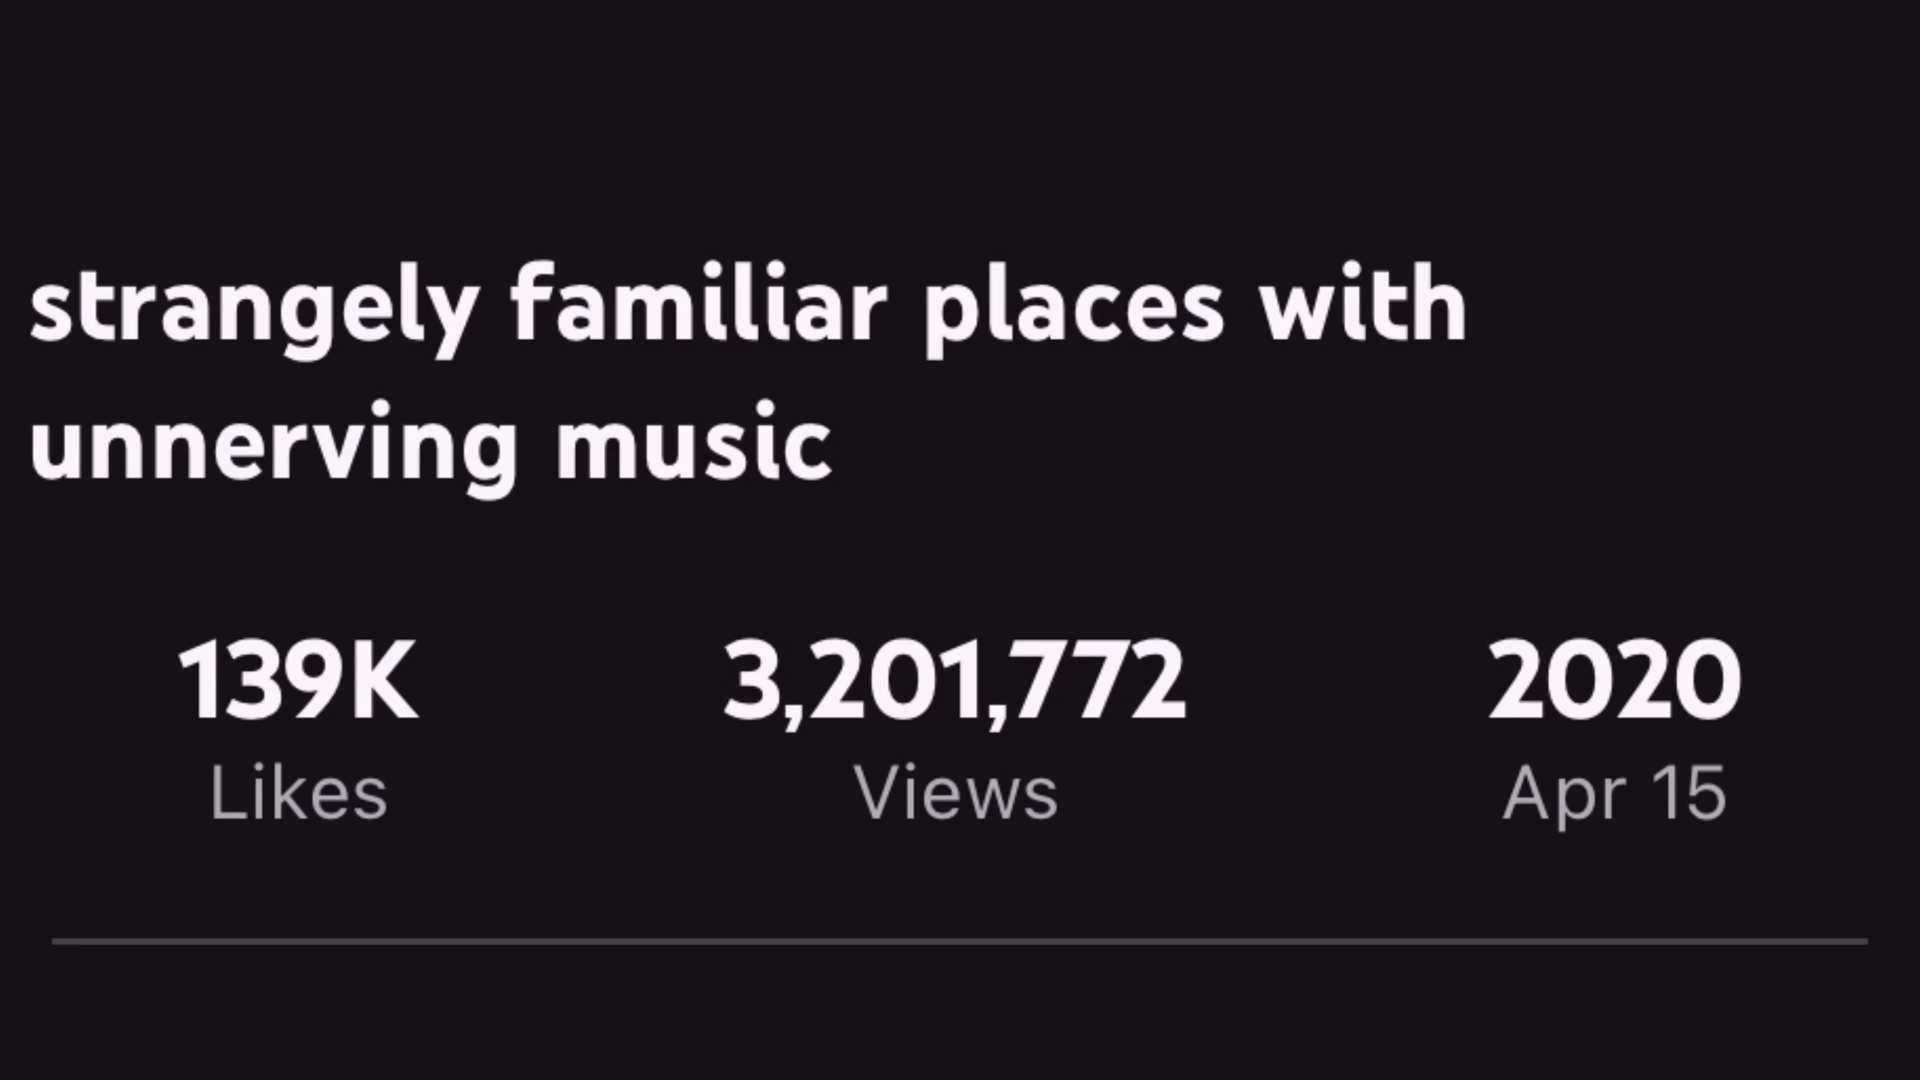 strangely familiar places with
unnerving music
139K 3,201,772 2020
Likes Views Apr 15